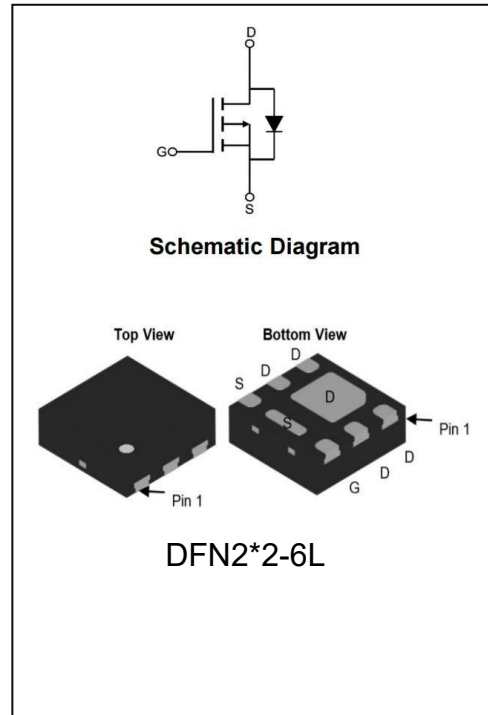 D
G
S
Schematic Diagram
Top View
Bottom View
S D D
D
S
Pin 1
Pin 1
G D D
DFN2*2-6L